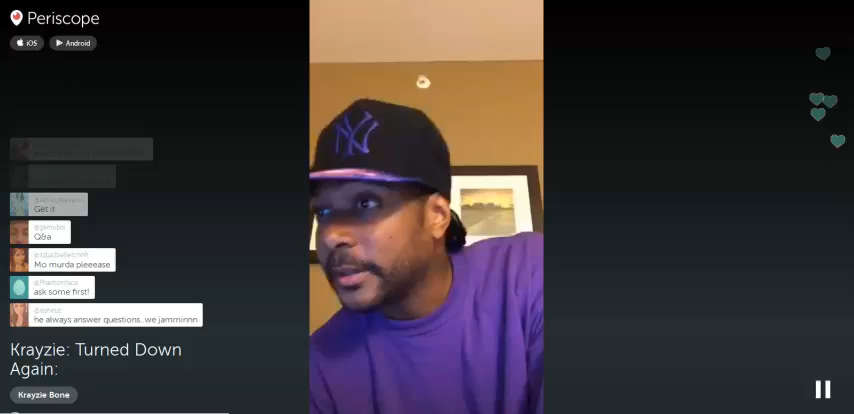 Periscope
iOS
Android
Get it
Q&a
Mo murda pleeease
@Phantomface
ask some first!
he always answer questions..we jamminnn
Krayzie: Turned Down
Again:
Krayzie Bone
NY